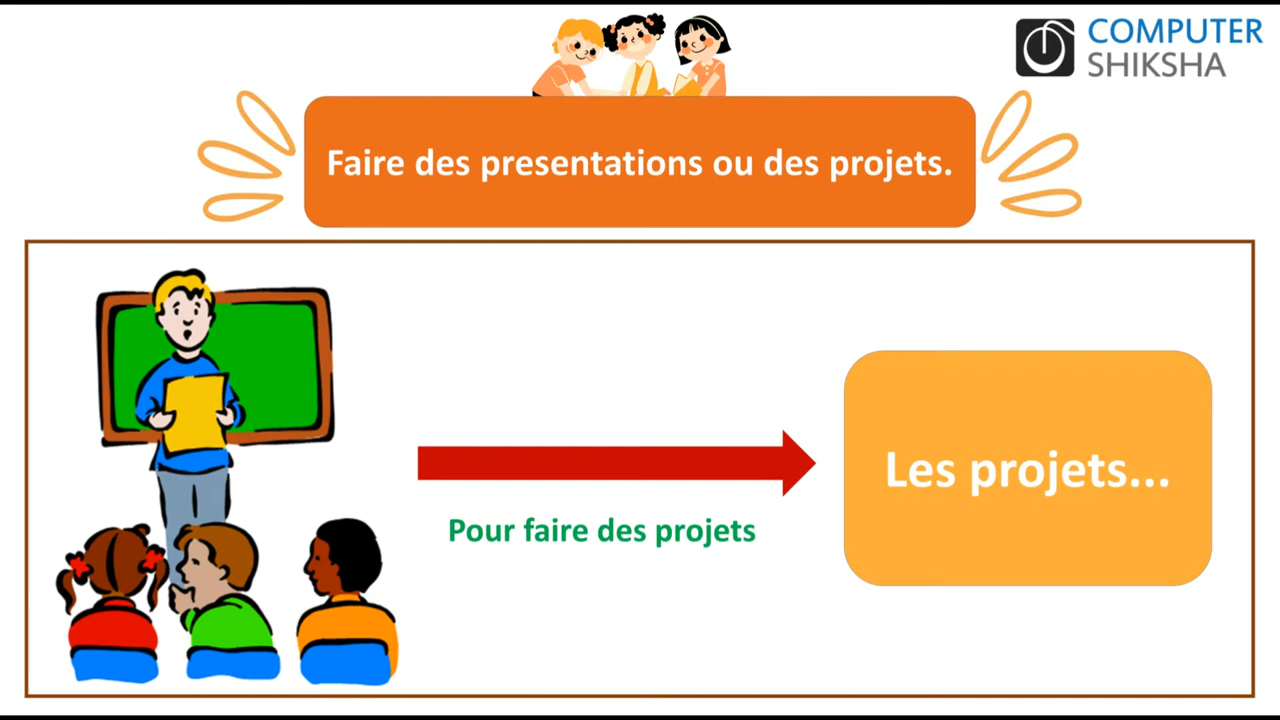 COMPUTER
SHIKSHA
Faire des presentations ou des projets.
Les projets...
Pour faire des projets